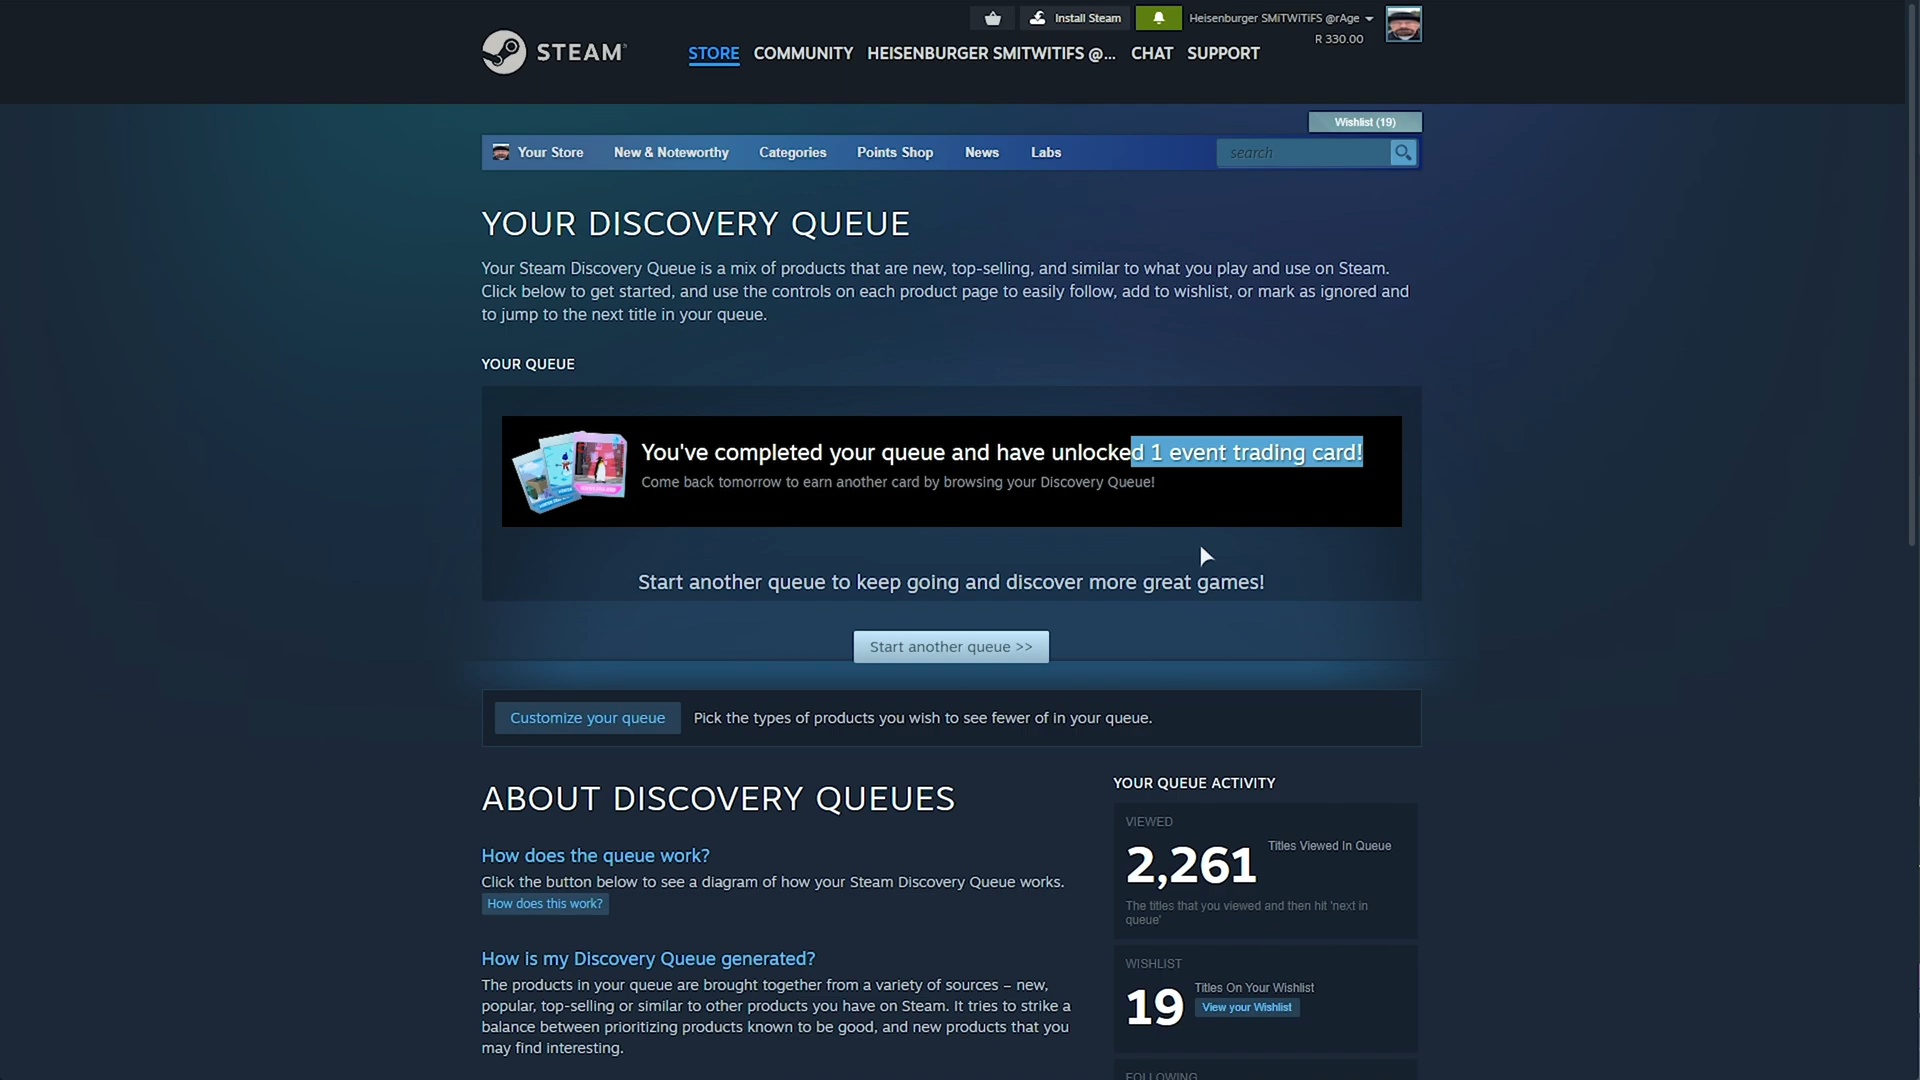 Install Steam
Heisenburger SMiTWiTiFS @rAge
R 330.00
STEAM
STORE COMMUNITY HEISENBURGER SMITWITIFS @... CHAT SUPPORT
Wishlist (19)
Your Store New & Noteworthy Categories Points Shop News Labs search
YOUR DISCOVERY QUEUE
Your Steam Discovery Queue is a mix of products that are new, top-selling, and similar to what you play and use on Steam.
Click below to get started, and use the controls on each product page to easily follow, add to wishlist, or mark as ignored and
to jump to the next title in your queue.
YOUR QUEUE
You've completed your queue and have unlocked 1 event trading card!
Come back tomorrow to earn another card by browsing your Discovery Queue!
Start another queue to keep going and discover more great games!
Start another queue >>
Customize your queue Pick the types of products you wish to see fewer of in your queue.
ABOUT DISCOVERY QUEUES
How does the queue work?
Click the button below to see a diagram of how your Steam Discovery Queue works.
How does this work?
How is my Discovery Queue generated?
The products in your queue are brought together from a variety of sources – new,
popular, top-selling or similar to other products you have on Steam. It tries to strike a
balance between prioritizing products known to be good, and new products that you
may find interesting.
YOUR QUEUE ACTIVITY
VIEWED
2,261 Titles Viewed In Queue
The titles that you viewed and then hit 'next in
queue'
WISHLIST
19 Titles On Your Wishlist
View your Wishlist
FOLLOWING